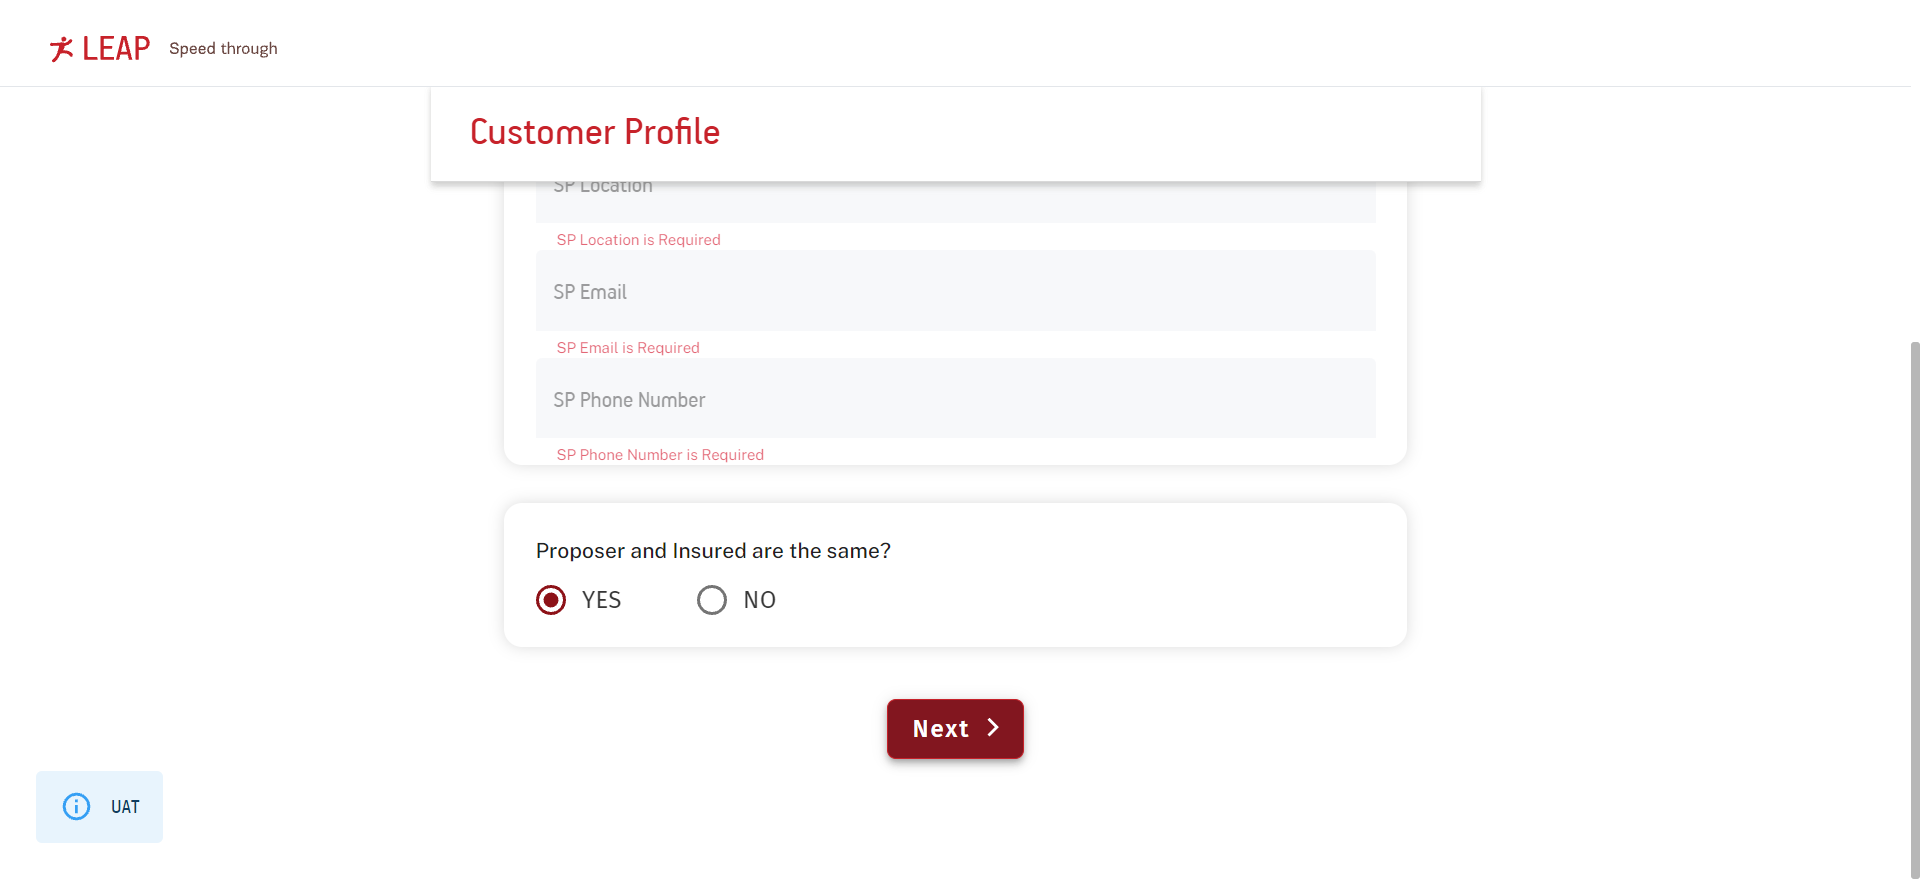 LEAP Speed through
Customer Profile
SP Location
SP Location is Required
SP Email
SP Email is Required
SP Phone Number
SP Phone Number is Required
Proposer and Insured are the same?
YES NO
Next
UAT